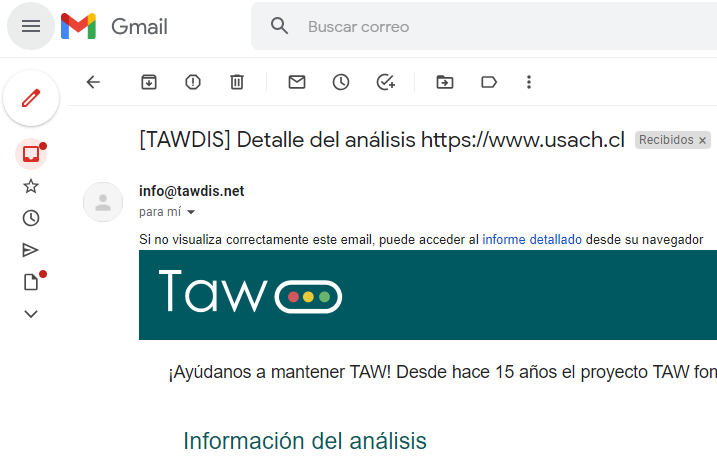 Gmail
Buscar correo
[TAWDIS] Detalle del análisis https://www.usach.cl Recibidos ×
info@tawdis.net
para mí
Si no visualiza correctamente este email, puede acceder al informe detallado desde su navegador
Taw
¡Ayúdanos a mantener TAW! Desde hace 15 años el proyecto TAW
Información del análisis